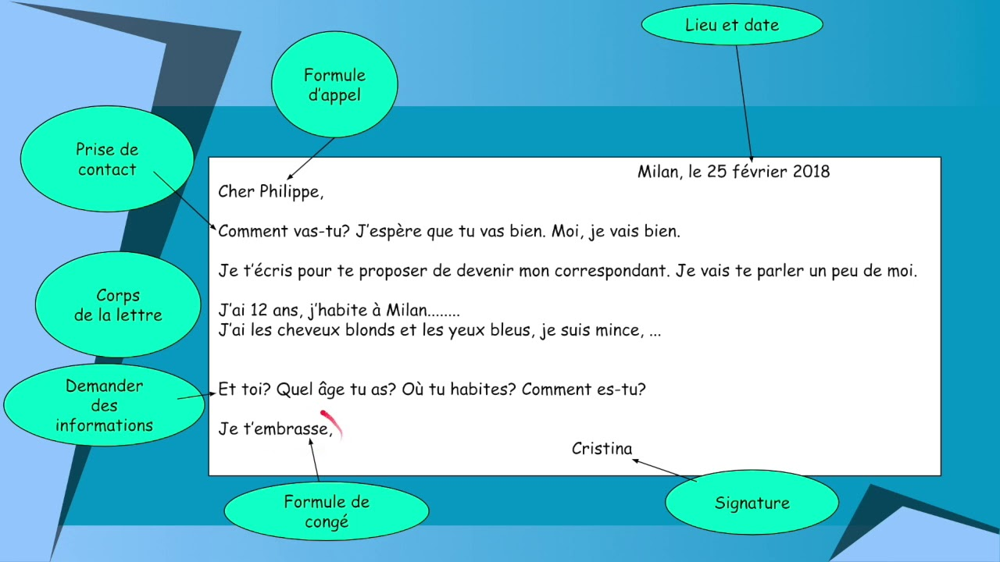 Lieu et date
Formule
d'appel
Prise de
contact
Milan, le 25 février 2018
Cher Philippe,
Comment vas-tu? J'espère que tu vas bien. Moi, je vais bien.
Je t'écris pour te proposer de devenir mon correspondant. Je vais te parler un peu de moi.
Corps
de la lettre
J'ai 12 ans, j'habite à Milan........
J'ai les cheveux blonds et les yeux bleus, je suis mince, ...
Demander
des
informations
Et toi? Quel âge tu as? Où tu habites? Comment es-tu?
Je t'embrasse,
Cristina
Formule de
congé
Signature